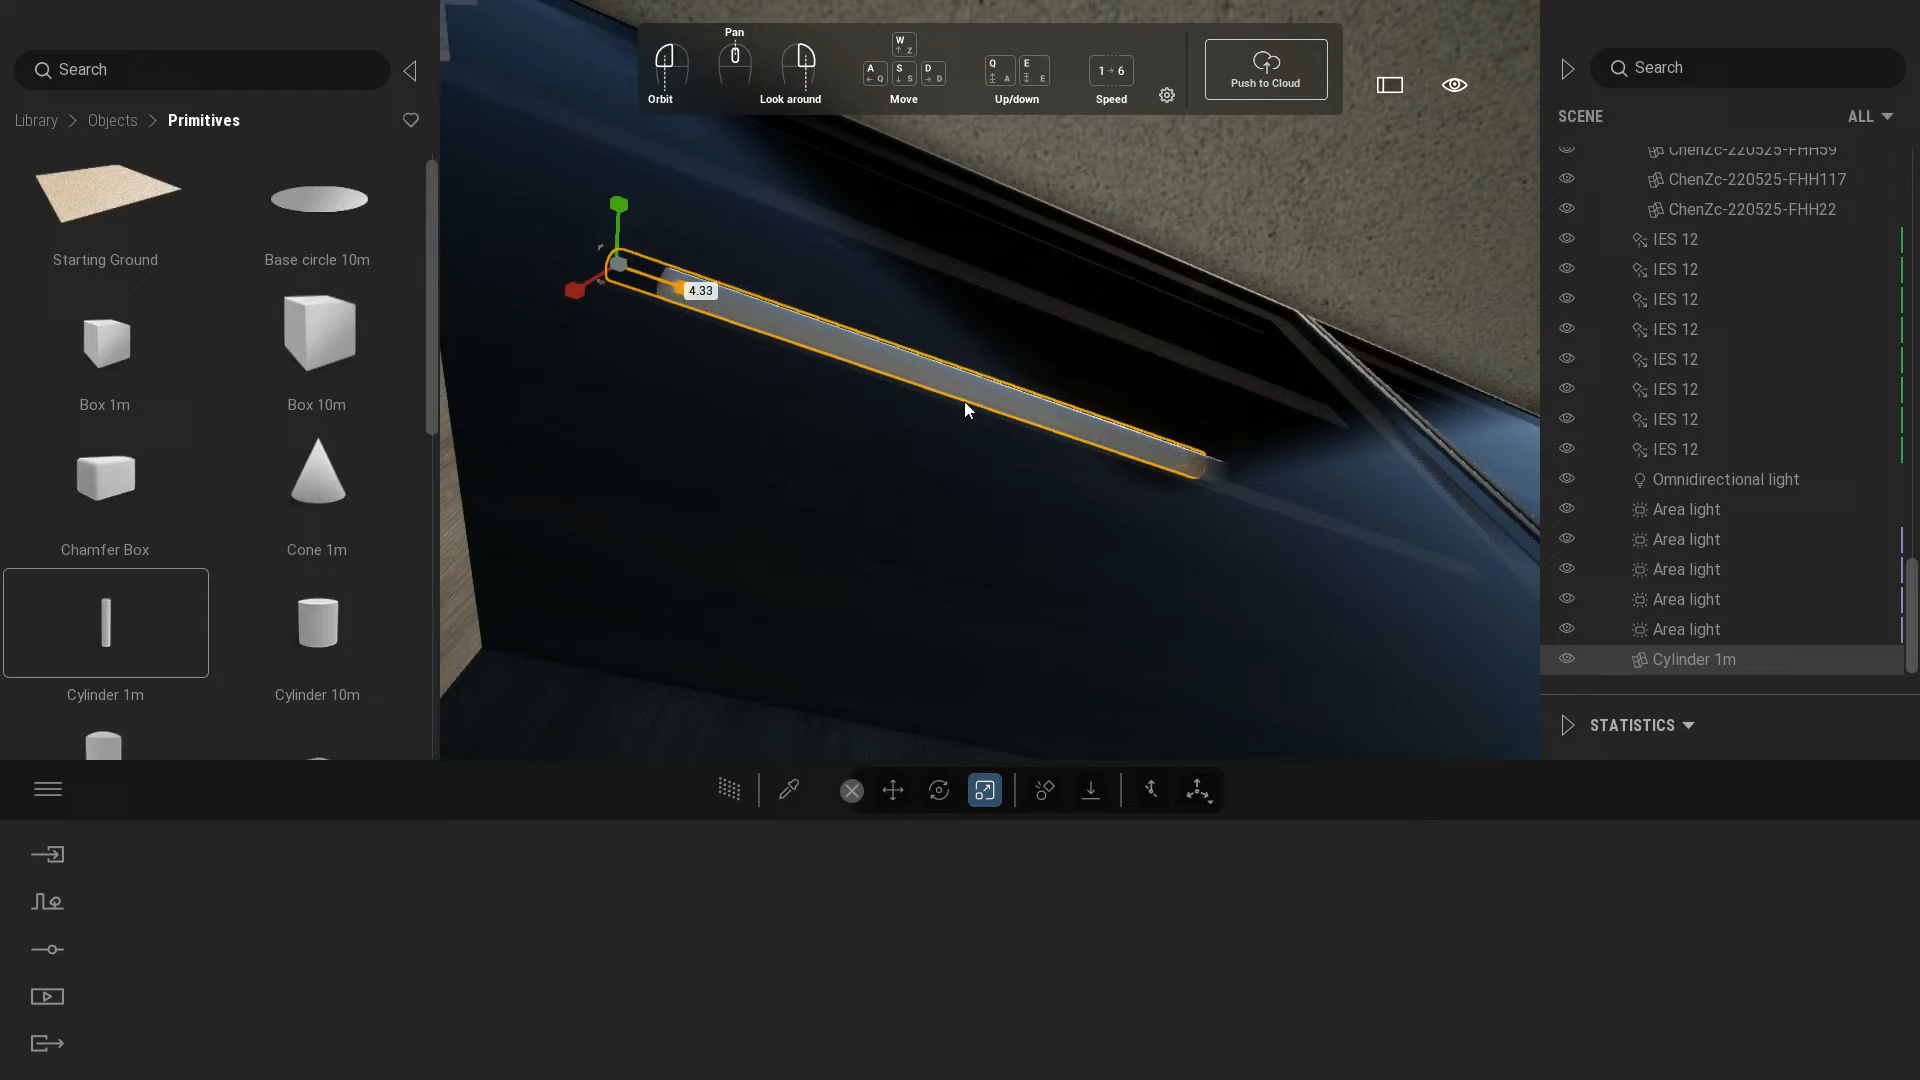 Search
Library > Objects > Primitives
Starting Ground
Base circle 10m
Box 1m
Box 10m
Chamfer Box
Cone 1m
Cylinder 1m
Cylinder 10m
Pan
Orbit
Look around
W
Z
A
Q
S
S
D
D
Move
Q
A
E
E
Up/down
1 → 6
Speed
Push to Cloud
4.33
Search
SCENE
ALL
ChenZc-220525-FHH59
ChenZc-220525-FHH117
ChenZc-220525-FHH22
IES 12
IES 12
IES 12
IES 12
IES 12
IES 12
IES 12
IES 12
Omnidirectional light
Area light
Area light
Area light
Area light
Area light
Cylinder 1m
STATISTICS